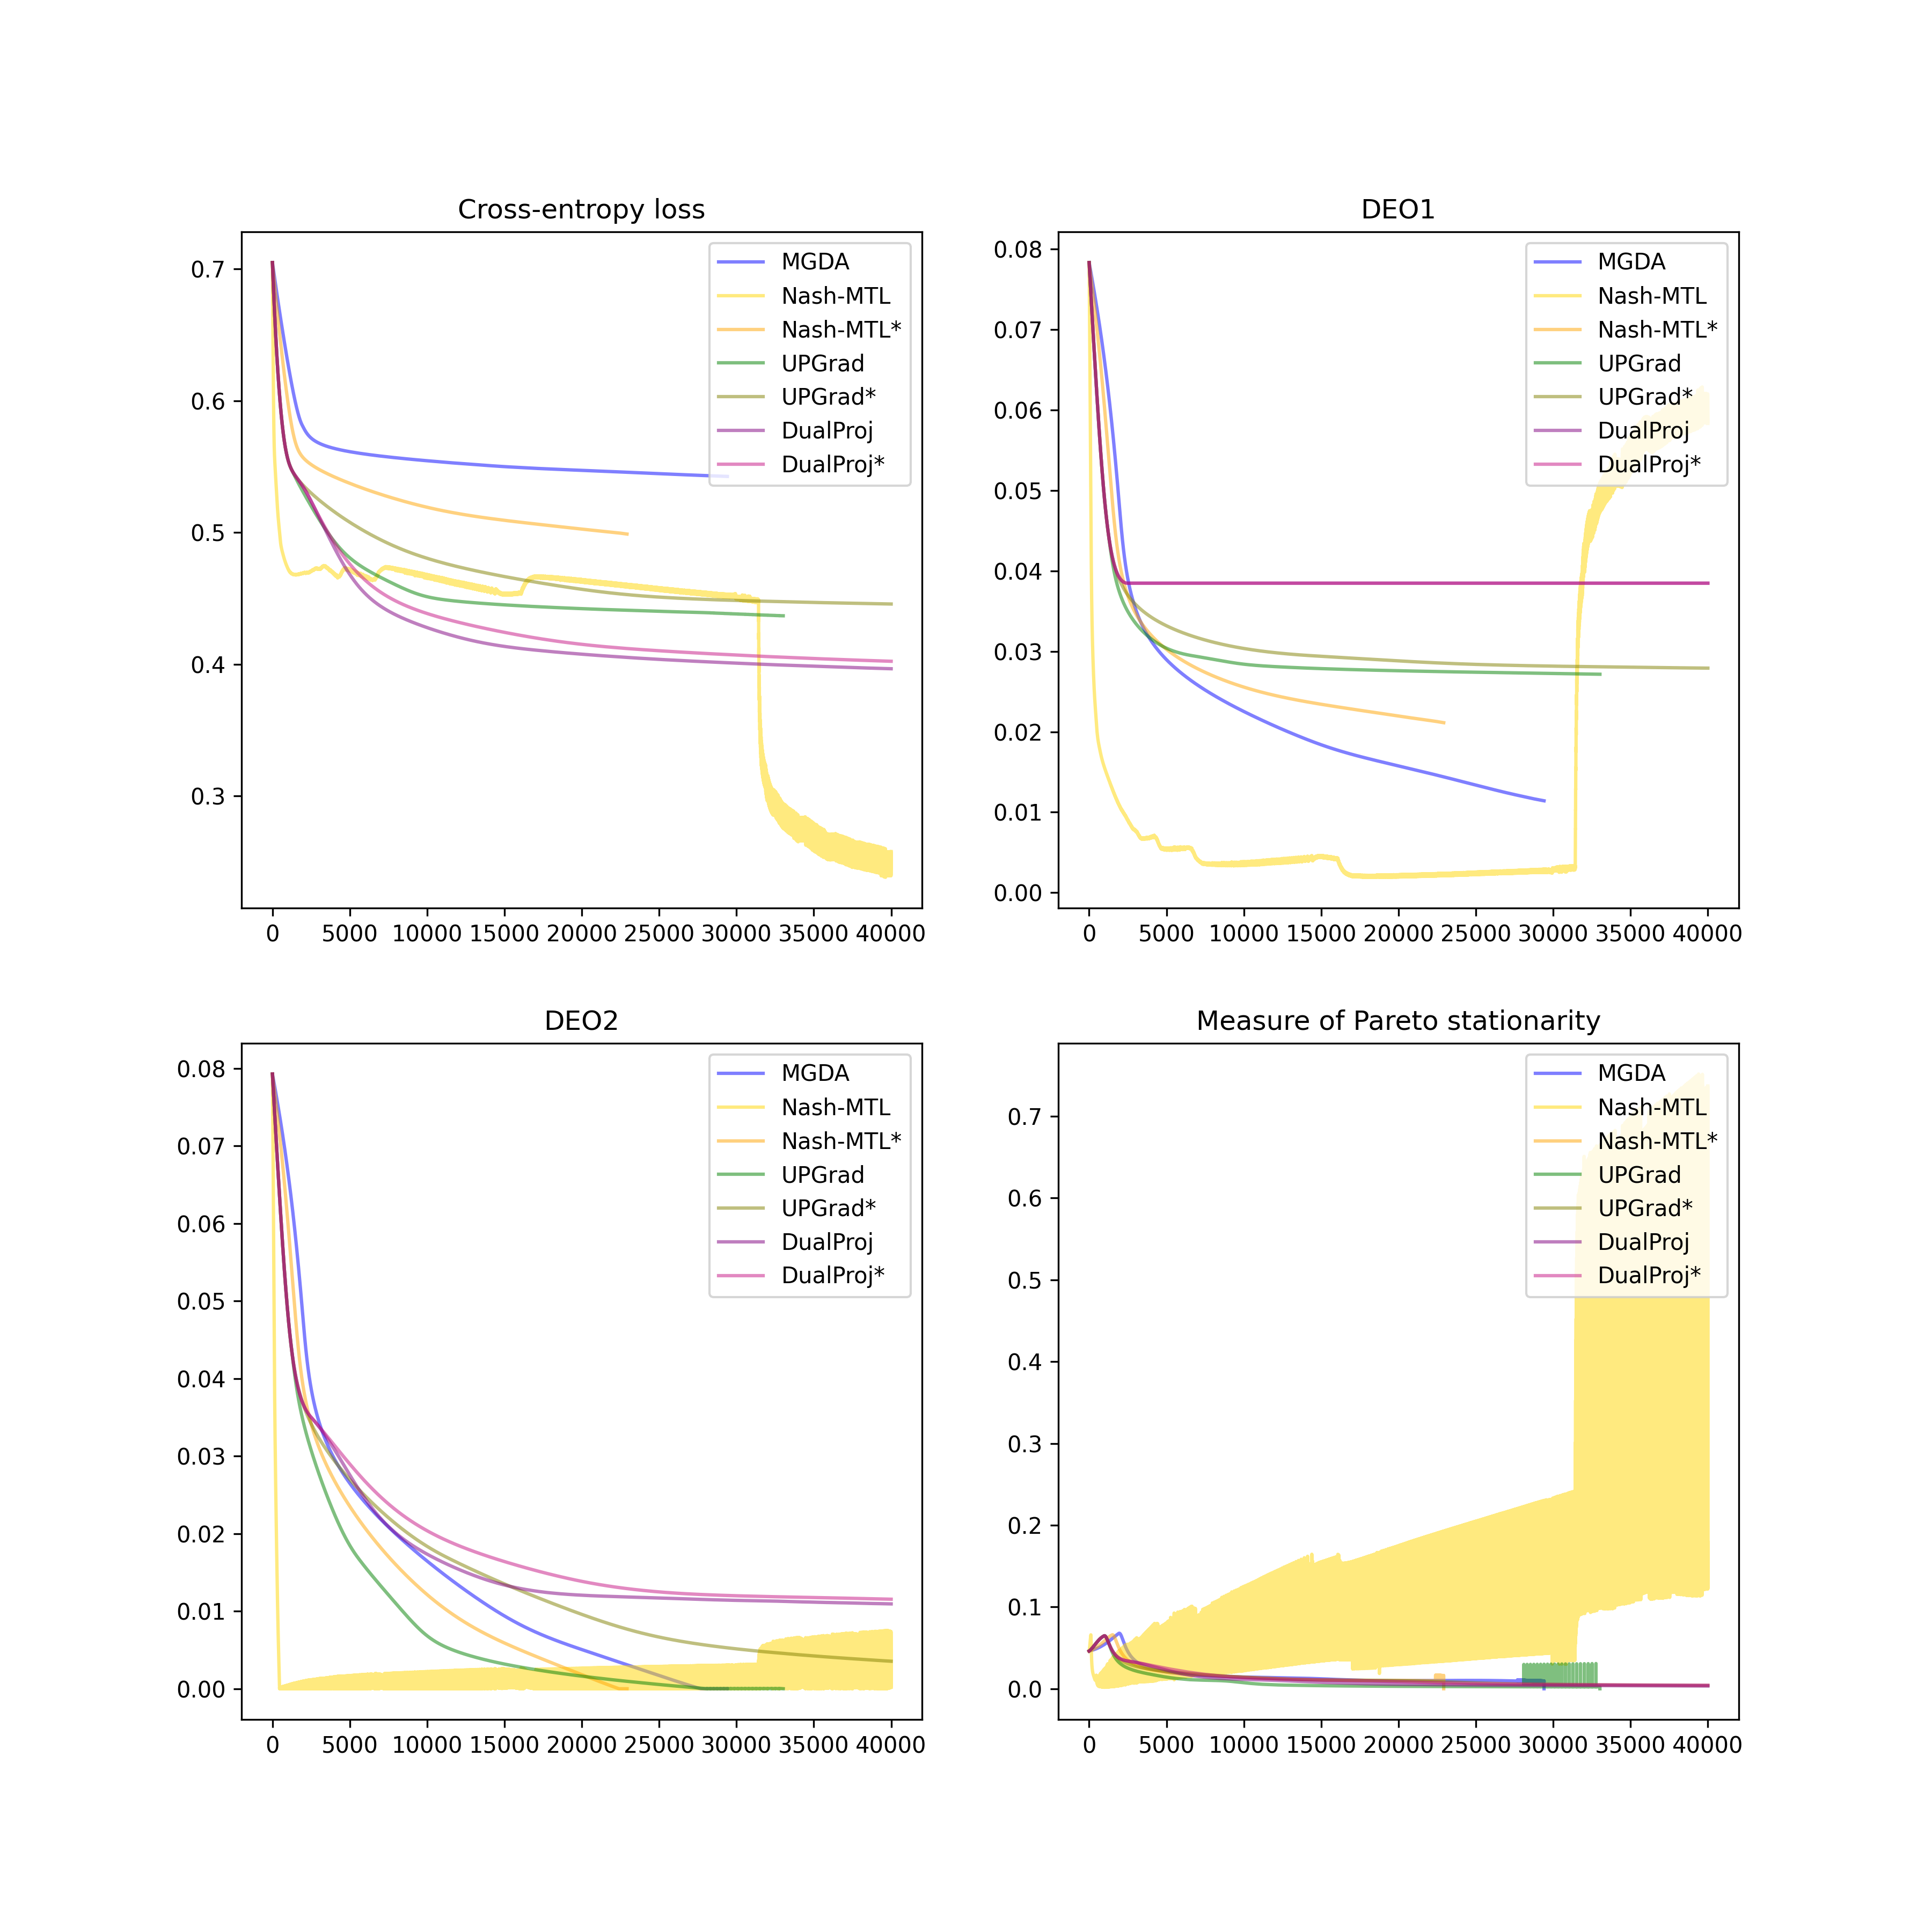 Cross-entropy loss
0.7
0.6
0.5
0.4
0.3
0 5000 10000 15000 20000 25000 30000 35000 40000
MGDA
Nash-MTL
Nash-MTL*
UPGrad
UPGrad*
DualProj
DualProj*
DEO1
0.08
0.07
0.06
0.05
0.04
0.03
0.02
0.01
0.00
0 5000 10000 15000 20000 25000 30000 35000 40000
MGDA
Nash-MTL
Nash-MTL*
UPGrad
UPGrad*
DualProj
DualProj*
DEO2
0.08
0.07
0.06
0.05
0.04
0.03
0.02
0.01
0.00
0 5000 10000 15000 20000 25000 30000 35000 40000
MGDA
Nash-MTL
Nash-MTL*
UPGrad
UPGrad*
DualProj
DualProj*
Measure of Pareto stationarity
0.7
0.6
0.5
0.4
0.3
0.2
0.1
0.0
0 5000 10000 15000 20000 25000 30000 35000 40000
MGDA
Nash-MTL
Nash-MTL*
UPGrad
UPGrad*
DualProj
DualProj*